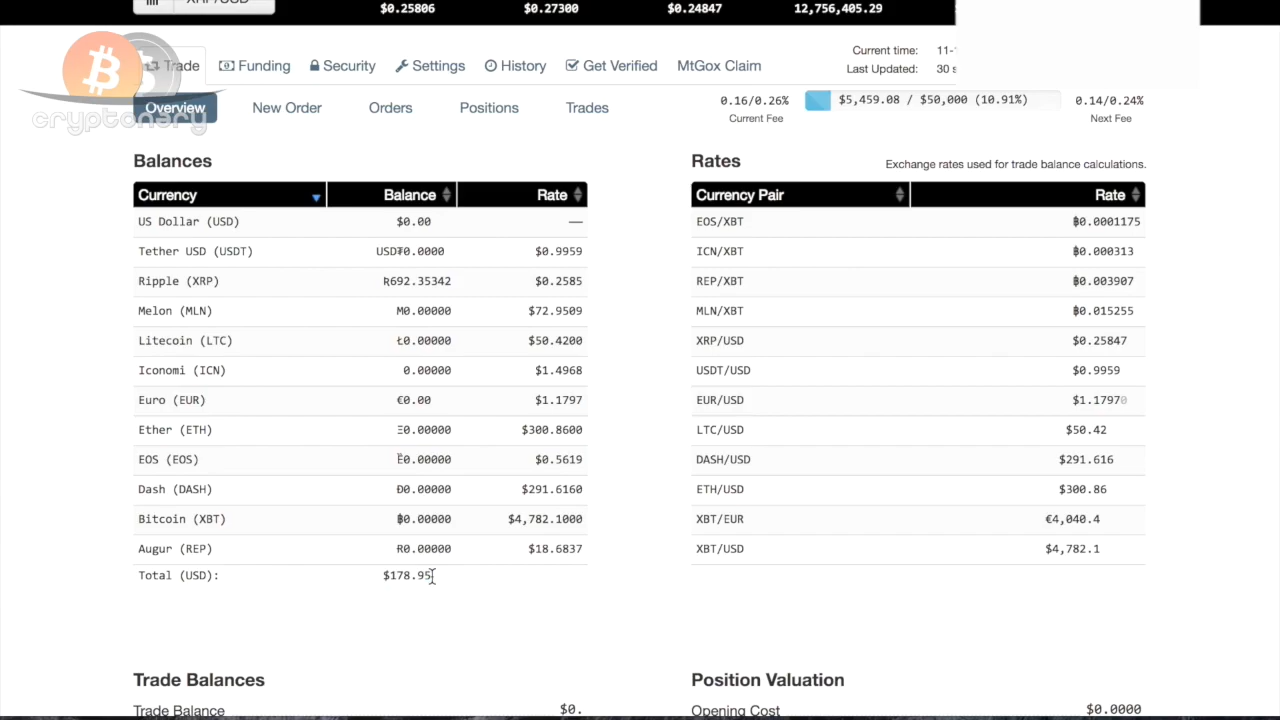 XRP/USD $0.25806 $0.27300 $0.24847 12,756,405.29
Trade Funding Security Settings History Get Verified MtGox Claim
Current time: 11-
Last Updated: 30 s
cryptonary
Overview New Order Orders Positions Trades
0.16/0.26% $5,459.08 / $50,000 (10.91%) 0.14/0.24%
Current Fee Next Fee
Balances
Currency Balance Rate
US Dollar (USD) $0.00 —
Tether USD (USDT) USD₮0.0000 $0.9959
Ripple (XRP) Ʀ692.35342 $0.2585
Melon (MLN) M0.00000 $72.9509
Litecoin (LTC) Ł0.00000 $50.4200
Iconomi (ICN) 0.00000 $1.4968
Euro (EUR) €0.00 $1.1797
Ether (ETH) Ξ0.00000 $300.8600
EOS (EOS) Ё0.00000 $0.5619
Dash (DASH) Đ0.00000 $291.6160
Bitcoin (XBT) ฿0.00000 $4,782.1000
Augur (REP) Ɍ0.00000 $18.6837
Total (USD): $178.95
Rates
Exchange rates used for trade balance calculations.
Currency Pair Rate
EOS/XBT ฿0.0001175
ICN/XBT ฿0.000313
REP/XBT ฿0.003907
MLN/XBT ฿0.015255
XRP/USD $0.25847
USDT/USD $0.9959
EUR/USD $1.17970
LTC/USD $50.42
DASH/USD $291.616
ETH/USD $300.86
XBT/EUR €4,040.4
XBT/USD $4,782.1
Trade Balances
Trade Balance $0.
Position Valuation
Opening Cost $0.0000